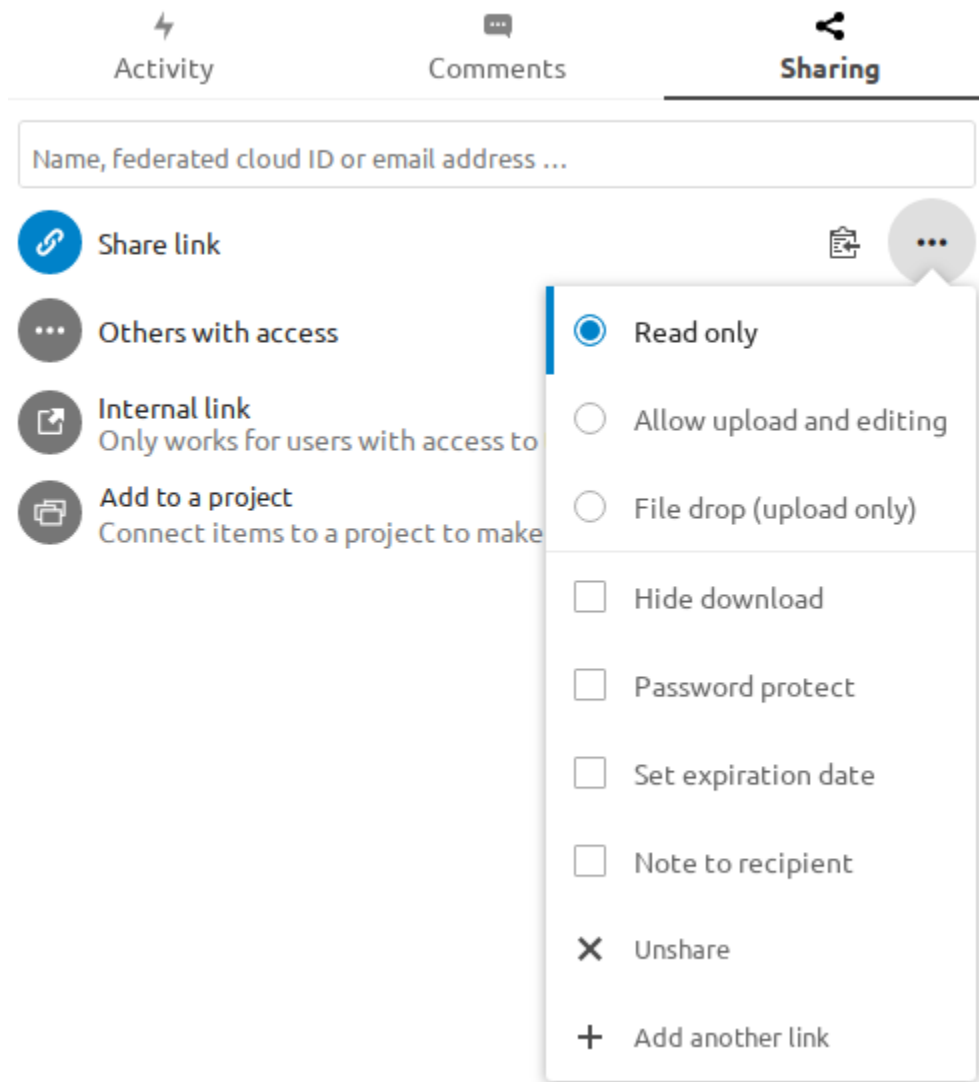 Activity
Comments
Sharing
Name, federated cloud ID or email address …
Share link
Others with access
Internal link
Only works for users with access to
Add to a project
Connect items to a project to make
Read only
Allow upload and editing
File drop (upload only)
Hide download
Password protect
Set expiration date
Note to recipient
Unshare
Add another link